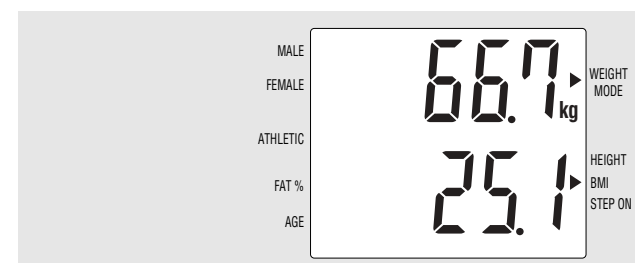 MALE
FEMALE
ATHLETIC
FAT %
AGE
66.7 kg
25.1
WEIGHT
MODE
HEIGHT
BMI
STEP ON